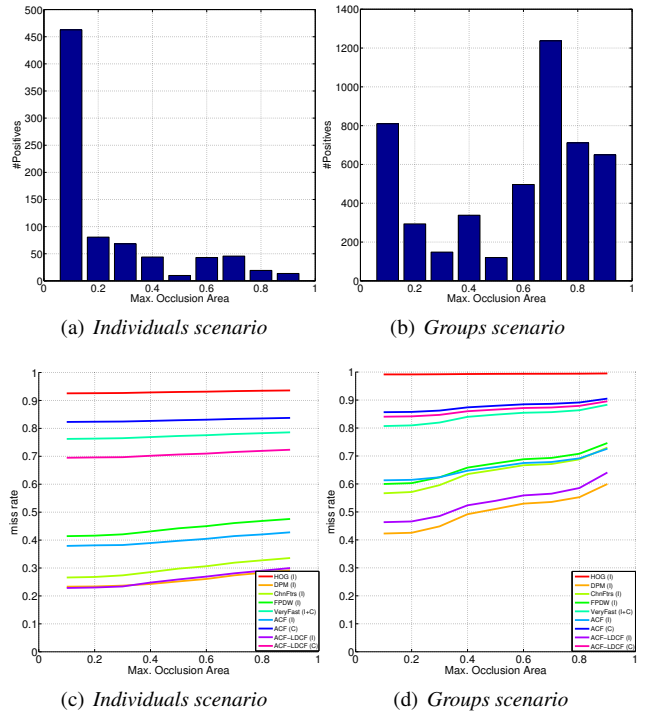 500
450
400
350
300
250
200
150
100
50
0
#Positives
0 0.2 0.4 0.6 0.8 1
Max. Occlusion Area
(a) Individuals scenario
1400
1200
1000
800
600
400
200
0
#Positives
0 0.2 0.4 0.6 0.8 1
Max. Occlusion Area
(b) Groups scenario
1
0.9
0.8
0.7
0.6
0.5
0.4
0.3
0.2
0.1
0
miss rate
0 0.2 0.4 0.6 0.8 1
Max. Occlusion Area
HOG (I)
DPM (I)
ChnFtrs (I)
FPDW (I)
VeryFast (I+C)
ACF (I)
ACF (C)
ACF-LDCF (I)
ACF-LDCF (C)
(c) Individuals scenario
1
0.9
0.8
0.7
0.6
0.5
0.4
0.3
0.2
0.1
0
miss rate
0 0.2 0.4 0.6 0.8 1
Max. Occlusion Area
HOG (I)
DPM (I)
ChnFtrs (I)
FPDW (I)
VeryFast (I+C)
ACF (I)
ACF (C)
ACF-LDCF (I)
ACF-LDCF (C)
(d) Groups scenario